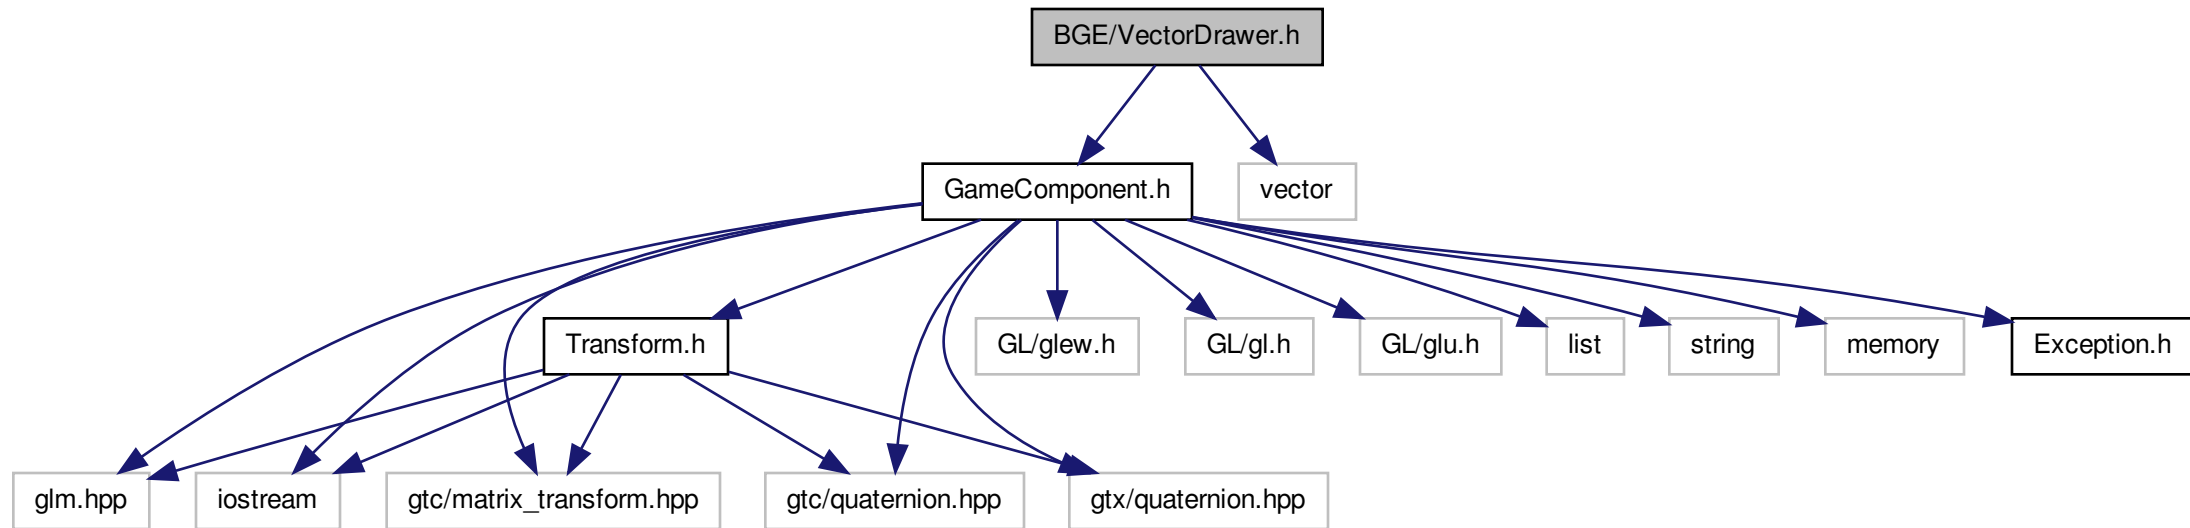 BGE/VectorDrawer.h
GameComponent.h
vector
Transform.h
GL/glew.h
GL/gl.h
GL/glu.h
list
string
memory
Exception.h
glm.hpp
iostream
gtc/matrix_transform.hpp
gtc/quaternion.hpp
gtx/quaternion.hpp